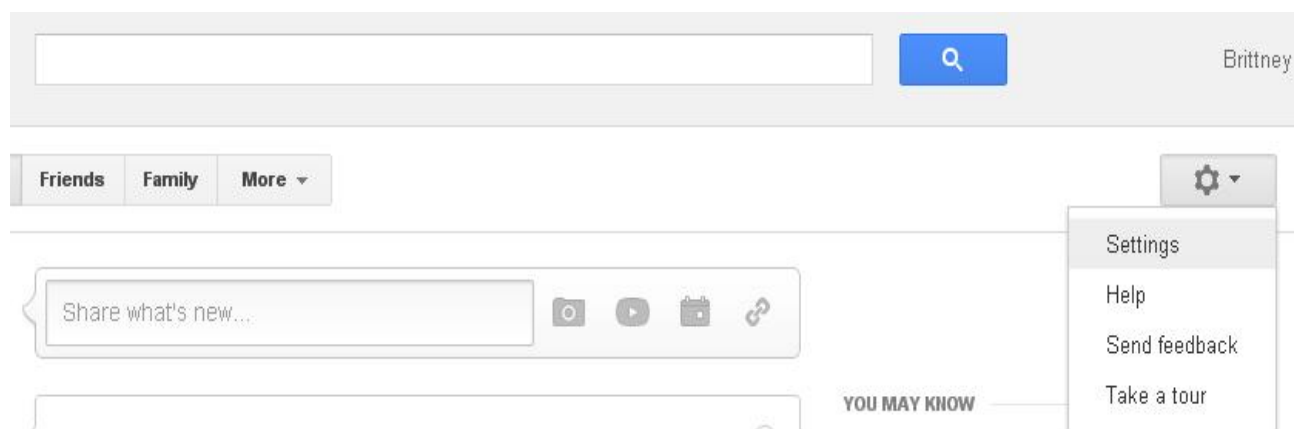 Brittney
Friends Family More
Settings
Share what's new...
Help
Send feedback
YOU MAY KNOW
Take a tour